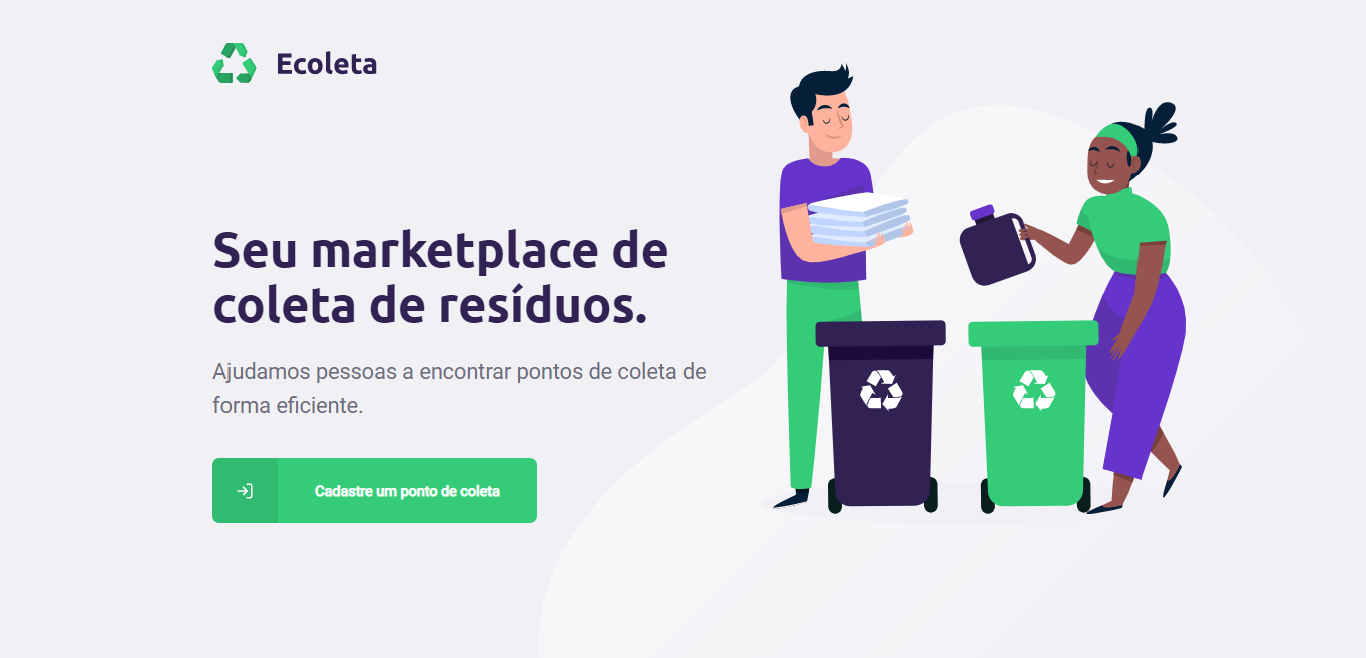 Ecoleta
Seu marketplace de
coleta de resíduos.
Ajudamos pessoas a encontrar pontos de coleta de
forma eficiente.
Cadastre um ponto de coleta